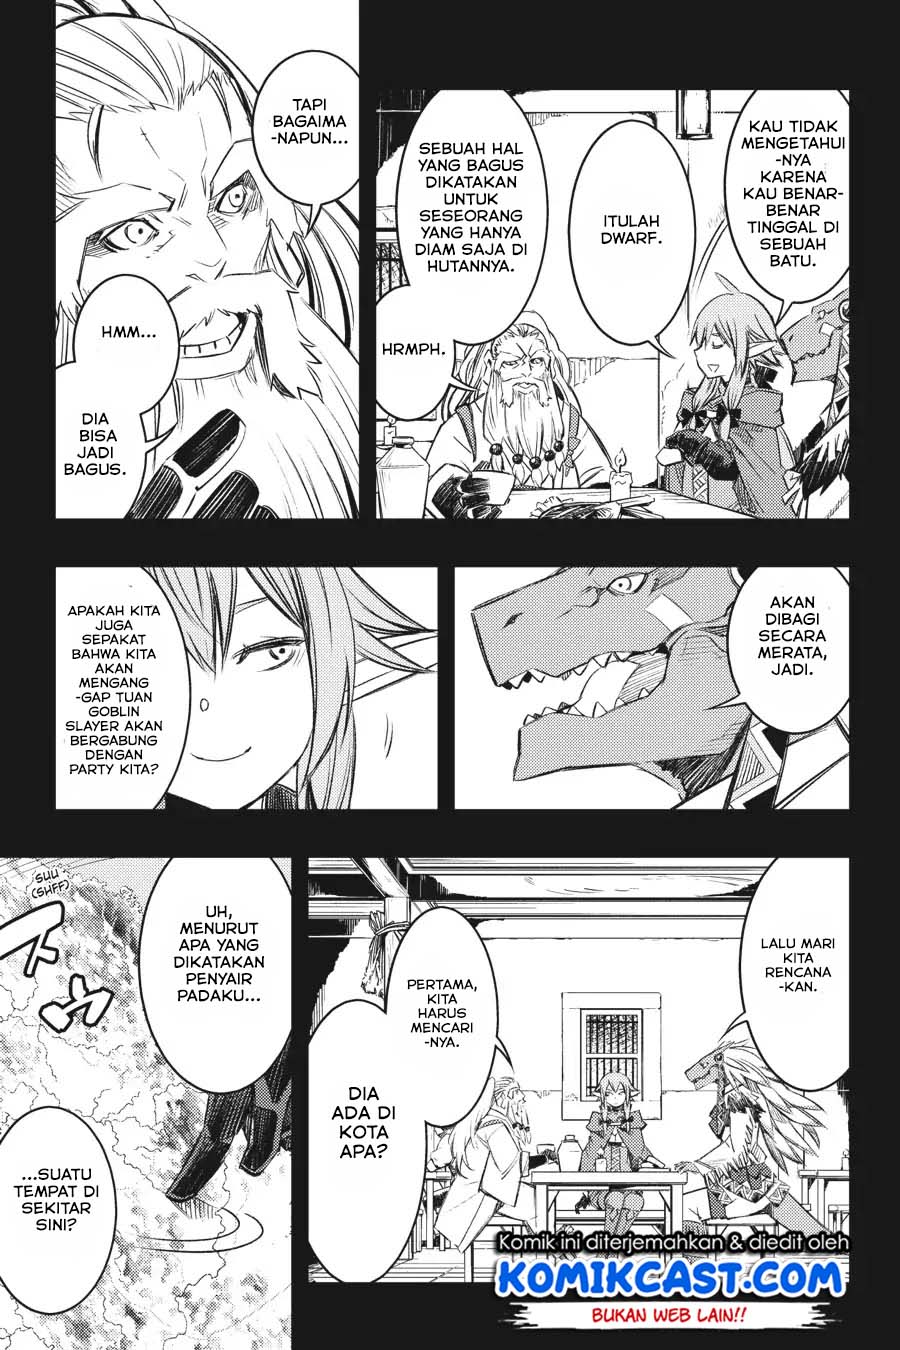 KAU TIDAK
MENGETAHUI
-NYA
KARENA
KAU BENAR-
BENAR
TINGGAL DI
SEBUAH
BATU.
ITULAH
DWARF.
SEBUAH HAL
YANG BAGUS
DIKATAKAN
UNTUK
SESEORANG
YANG HANYA
DIAM SAJA DI
HUTANNYA.
HRMPH.
TAPI
BAGAIMA
-NAPUN...
HMM...
DIA
BISA
JADI
BAGUS.
AKAN
DIBAGI
SECARA
MERATA,
JADI.
APAKAH KITA
JUGA
SEPAKAT
BAHWA KITA
AKAN
MENGANG
-GAP TUAN
GOBLIN
SLAYER AKAN
BERGABUNG
DENGAN
PARTY KITA?
LALU MARI
KITA
RENCANA
-KAN.
PERTAMA,
KITA
HARUS
MENCARI
-NYA.
DIA
ADA DI
KOTA
APA?
UH,
MENURUT
APA YANG
DIKATAKAN
PENYAIR
PADAKU...
SUU
(SHFF)
...SUATU
TEMPAT DI
SEKITAR
SINI?
Komik ini diterjemahkan & diedit oleh
KOMIKCAST.COM
BUKAN WEB LAIN!!